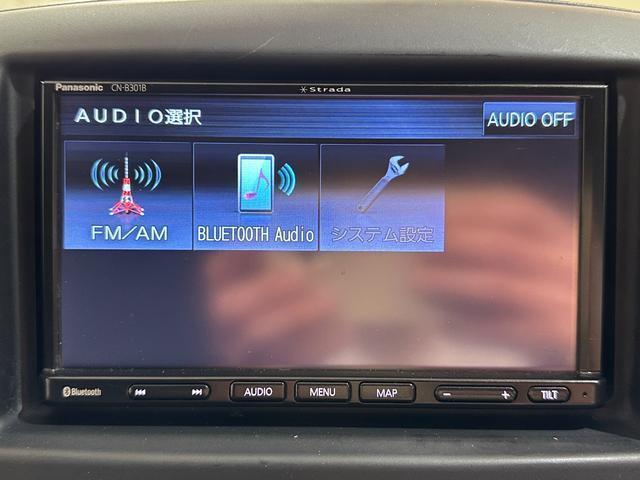 Panasonic CN-B301B
Strada
AUDIO選択
AUDIO OFF
FM/AM
BLUETOOTH Audio
システム設定
Bluetooth
AUDIO
MENU
MAP
− +
TILT